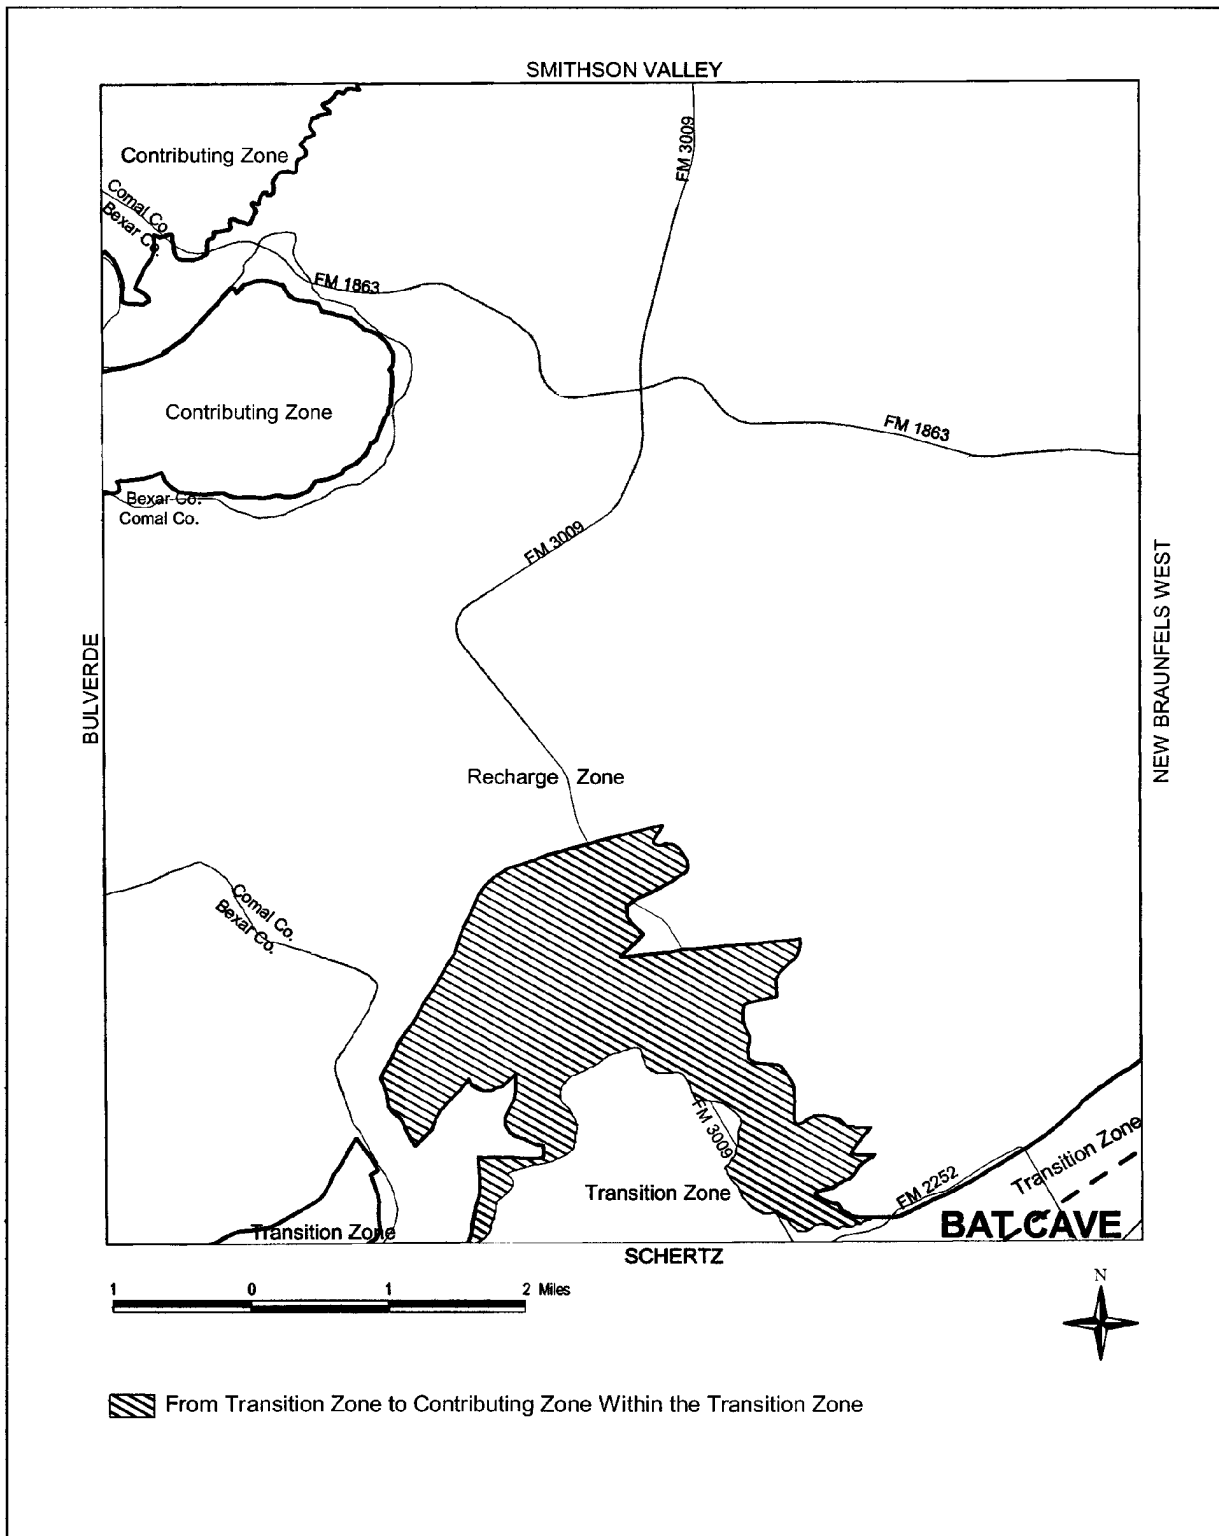 SMITHSON VALLEY
FM 3009
Contributing Zone
Comal Co.
Bexar Co.
FM 1863
Contributing Zone
FM 1863
Bexar Co.
Comal Co.
FM 3009
BULVERDE
NEW BRAUNFELS WEST
Recharge Zone
Comal Co.
Bexar Co.
FM 3009
Transition Zone
FM 2252
Transition Zone
Transition Zone
BAT CAVE
SCHERTZ
1 0 1 2 Miles
N
From Transition Zone to Contributing Zone Within the Transition Zone